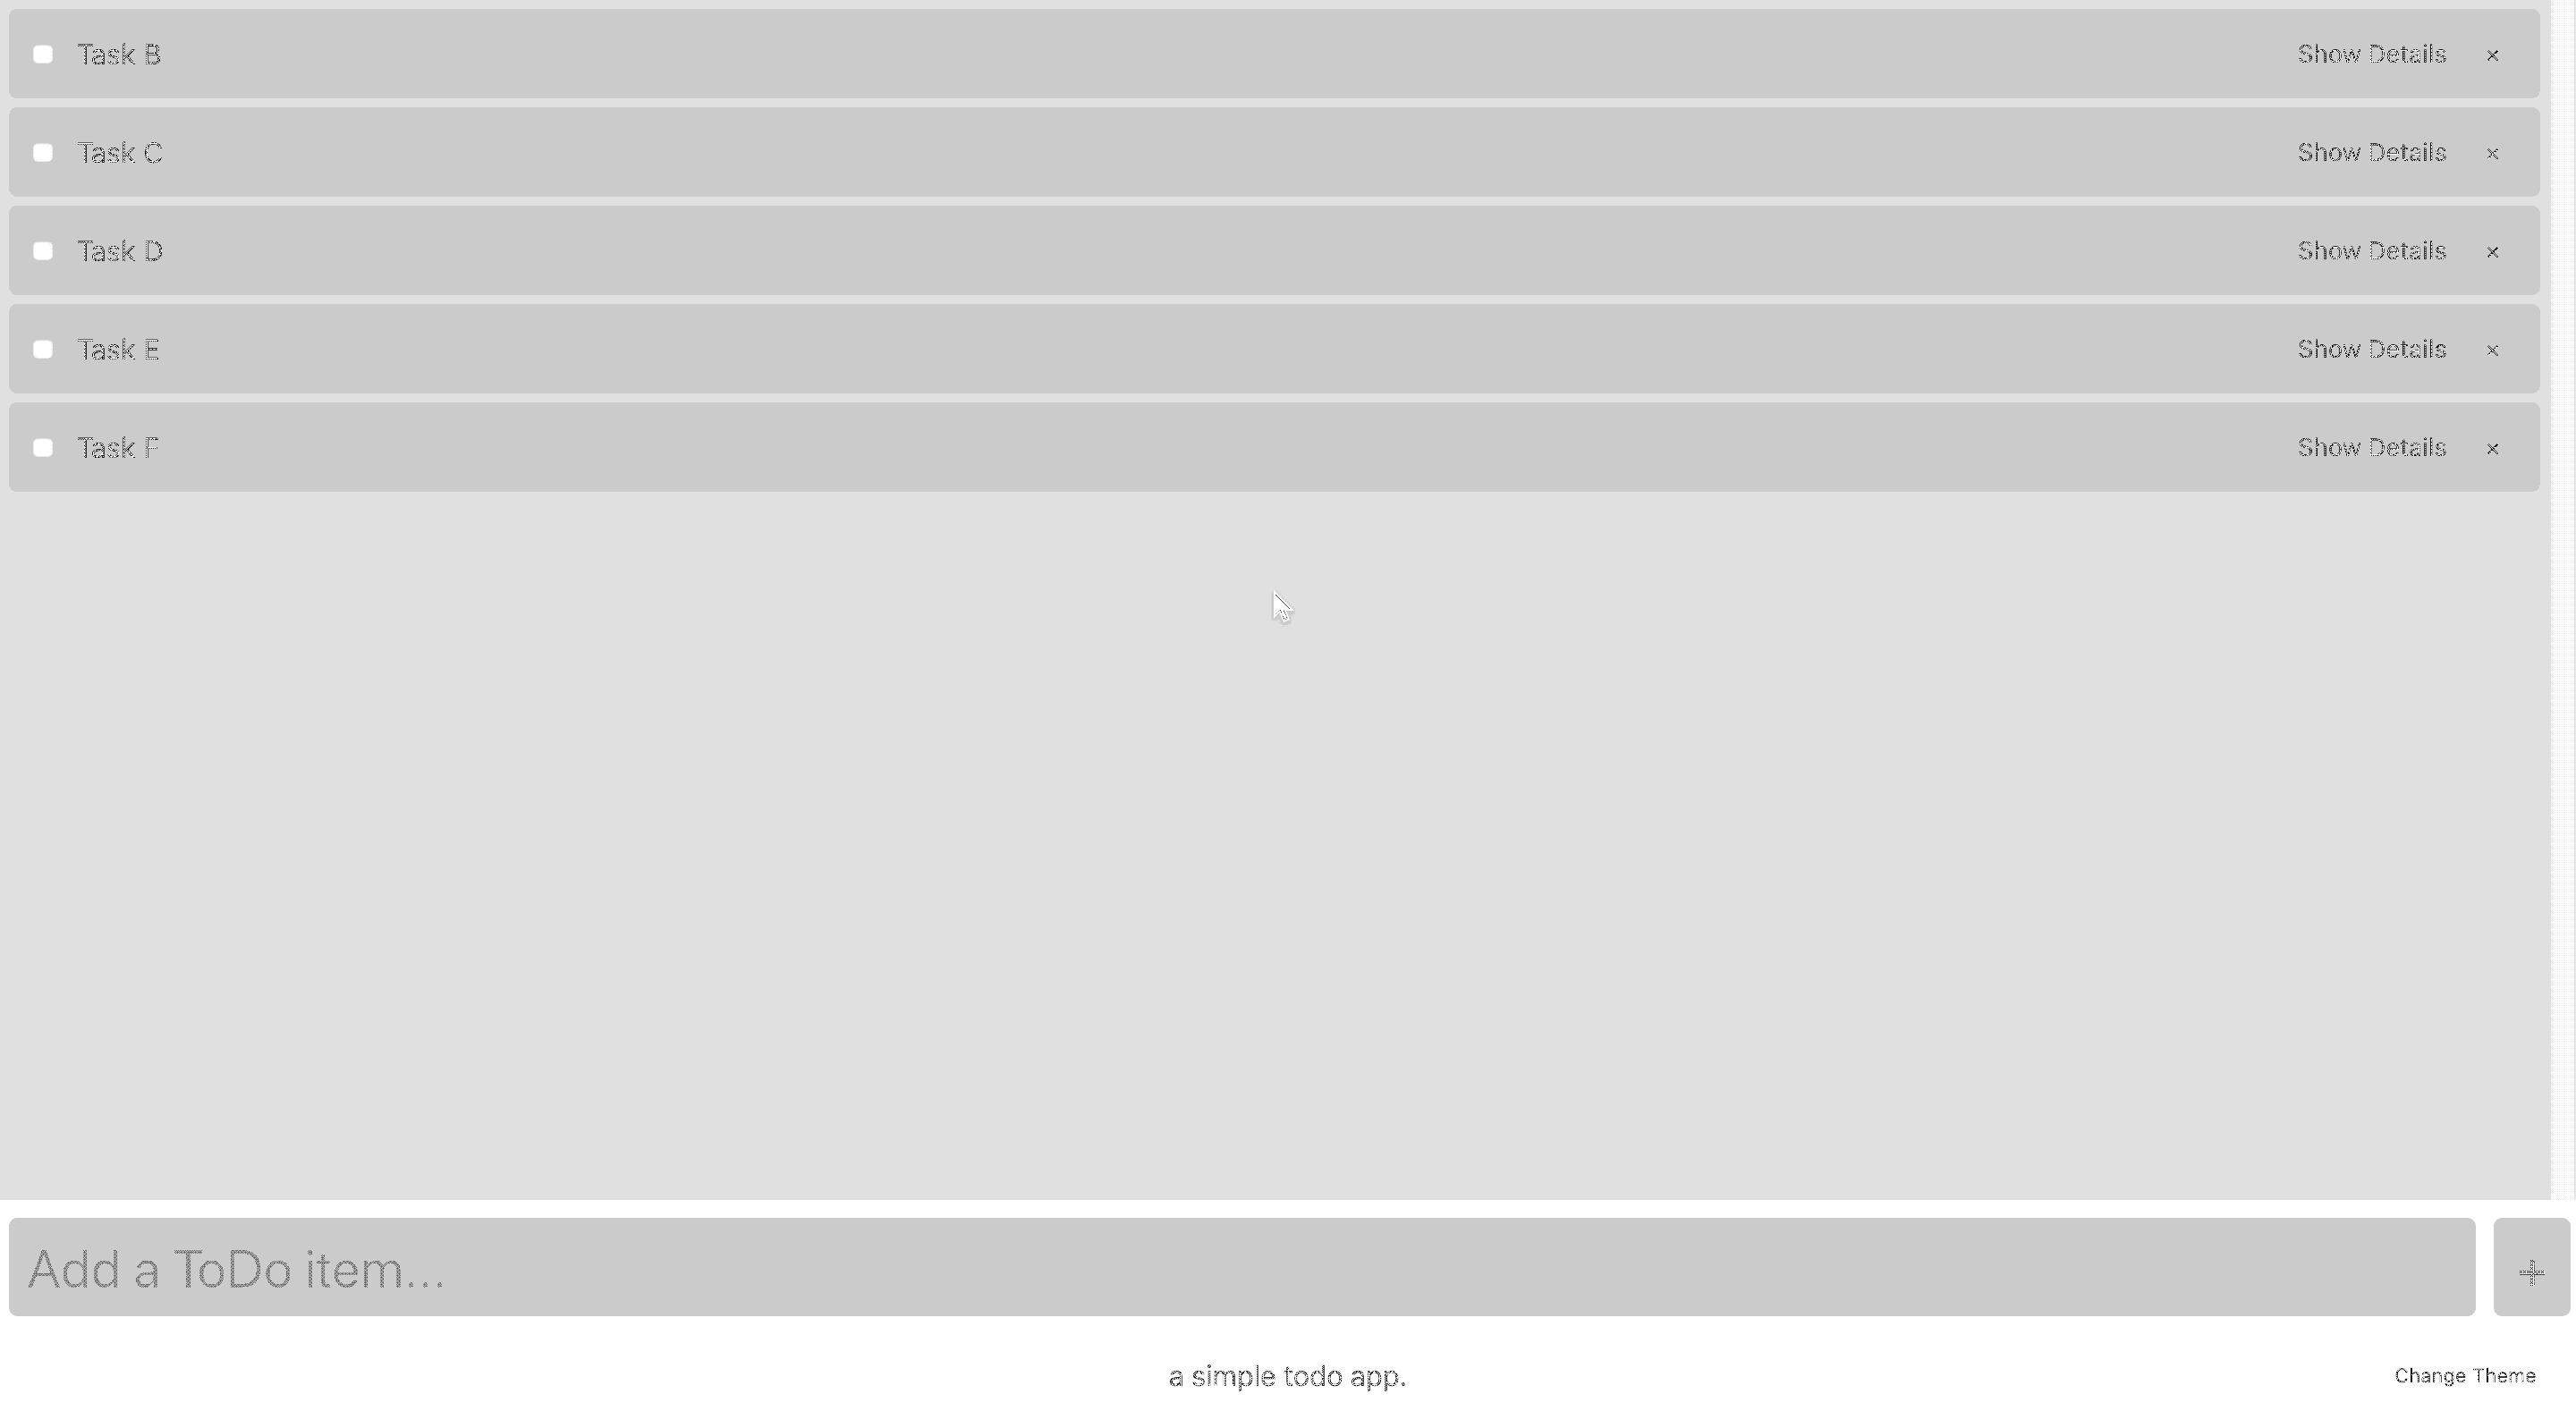 Task B Show Details ×
Task C Show Details ×
Task D Show Details ×
Task E Show Details ×
Task F Show Details ×
Add a ToDo item... +
a simple todo app. Change Theme